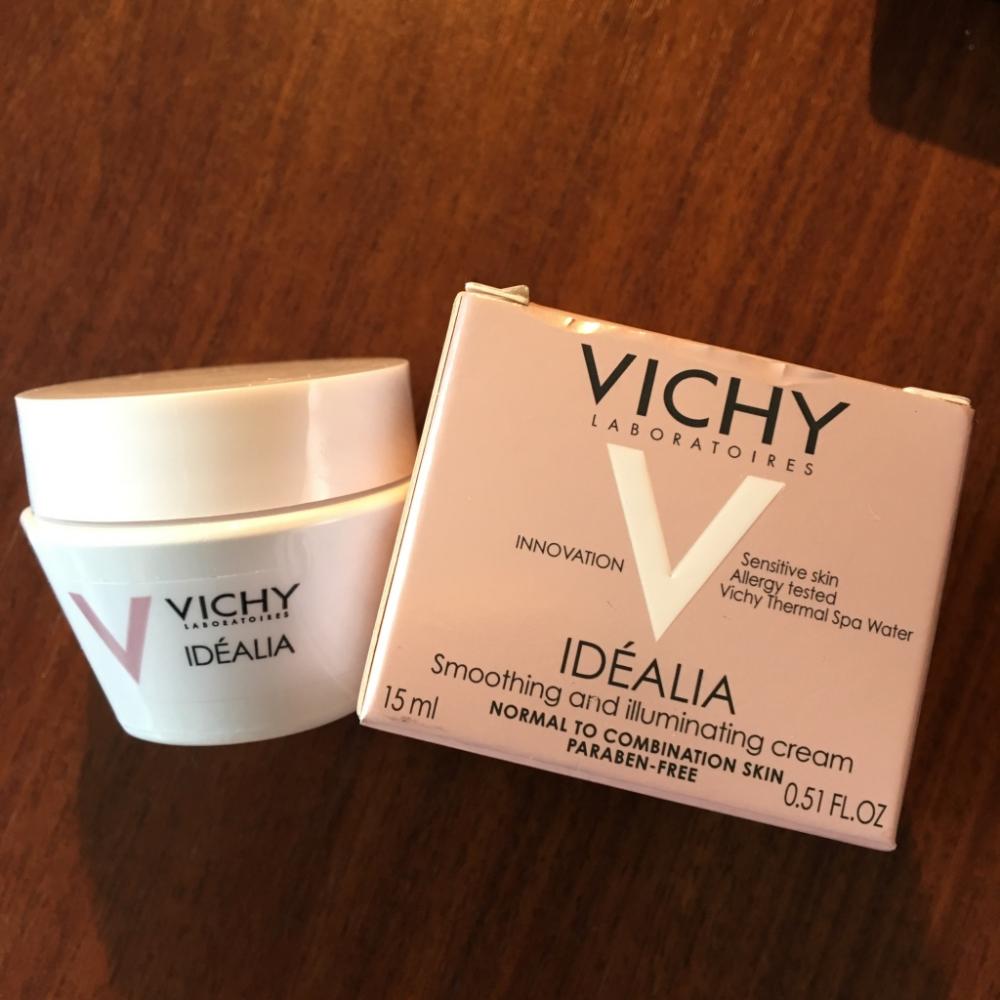 VICHY
LABORATOIRES
IDÉALIA
VICHY
LABORATOIRES
INNOVATION
Sensitive skin
Allergy tested
Vichy Thermal Spa Water
IDÉALIA
Smoothing and illuminating cream
15 ml
NORMAL TO COMBINATION SKIN
PARABEN-FREE
0.51 FL.OZ